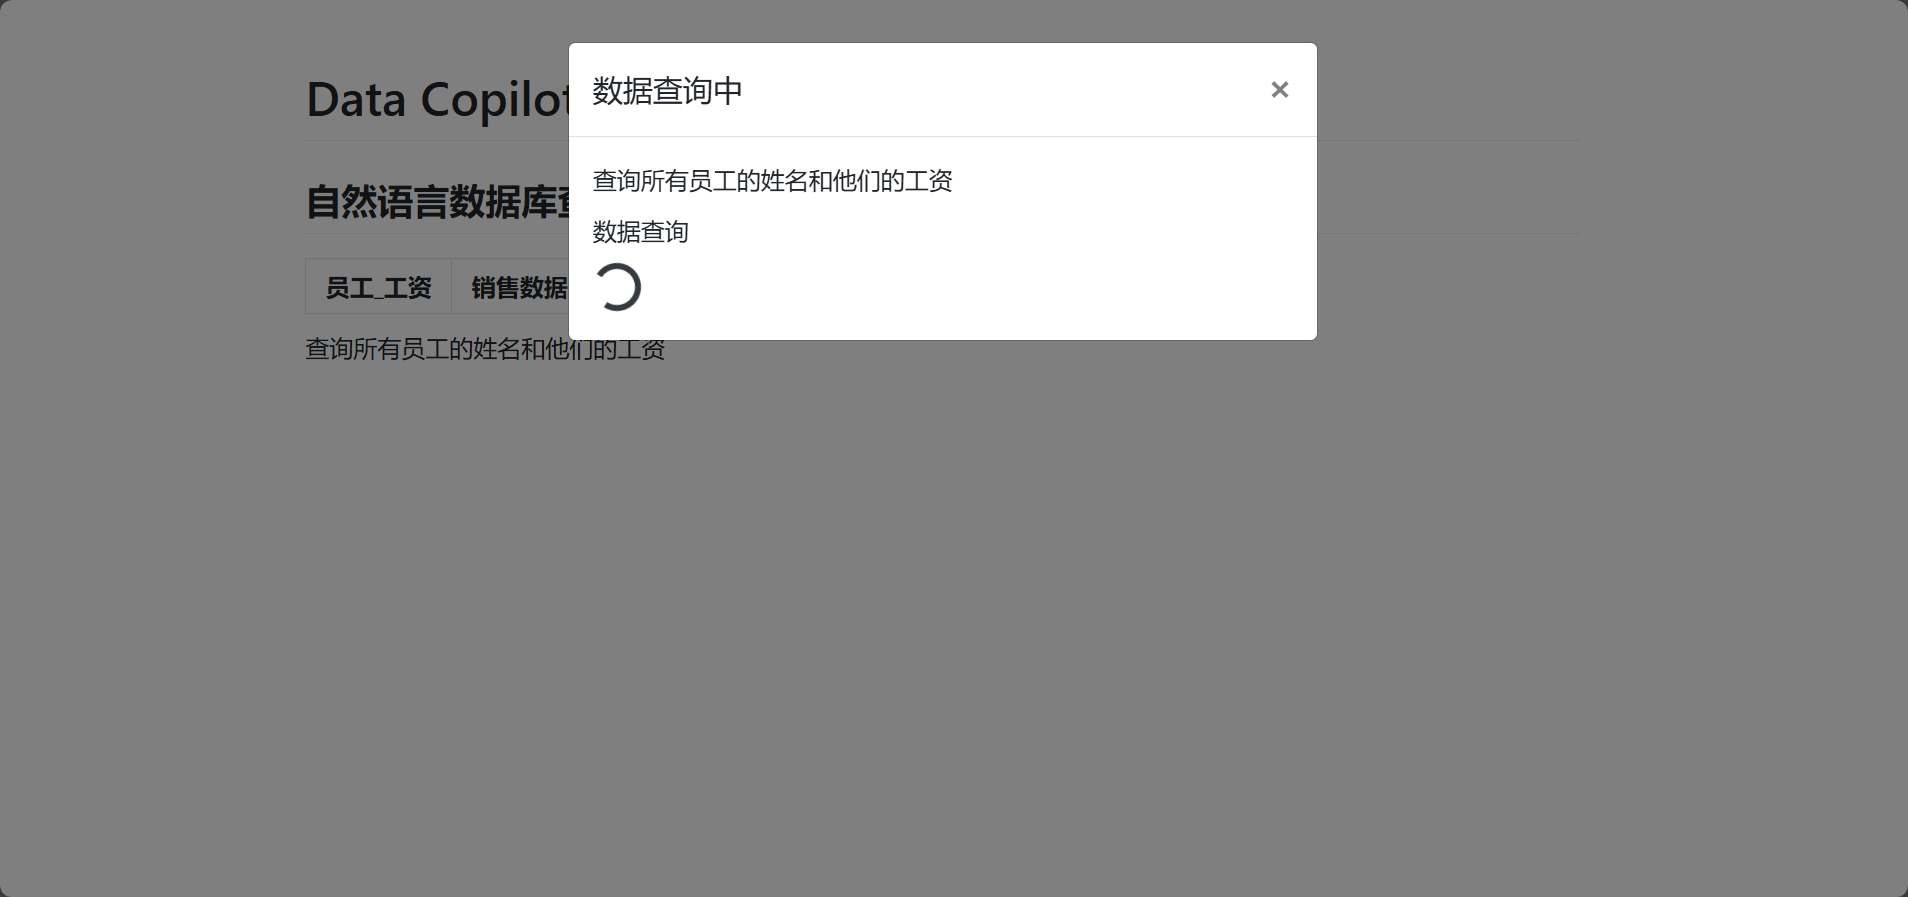 数据查询中
×
查询所有员工的姓名和他们的工资
数据查询
Data Copilot
自然语言数据库
员工_工资
销售数据
查询所有员工的姓名和他们的工资